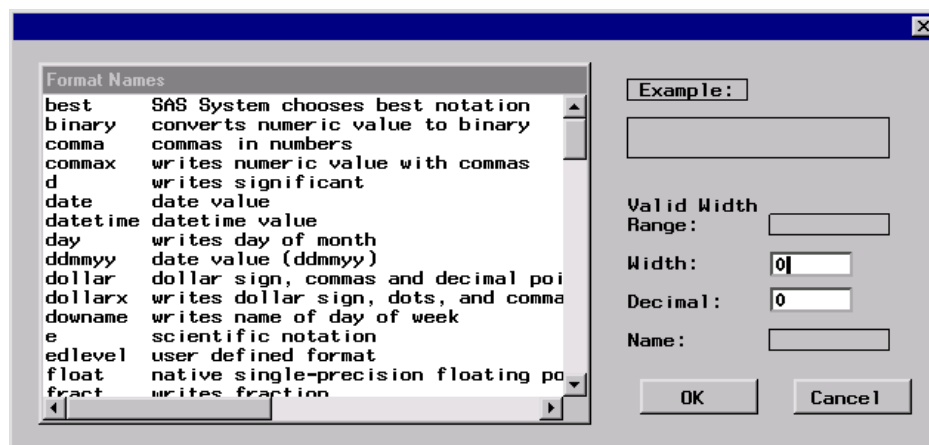 Format Names
best SAS System chooses best notation
binary converts numeric value to binary
comma commas in numbers
commax writes numeric value with commas
d writes significant
date date value
datetime datetime value
day writes day of month
ddmmyy date value (ddmmyy)
dollar dollar sign, commas and decimal poi
dollarx writes dollar sign, dots, and comma
downame writes name of day of week
e scientific notation
edlevel user defined format
float native single-precision floating po
fract writes fraction
Example:
Valid Width
Range:
Width: 0
Decimal: 0
Name:
OK Cancel